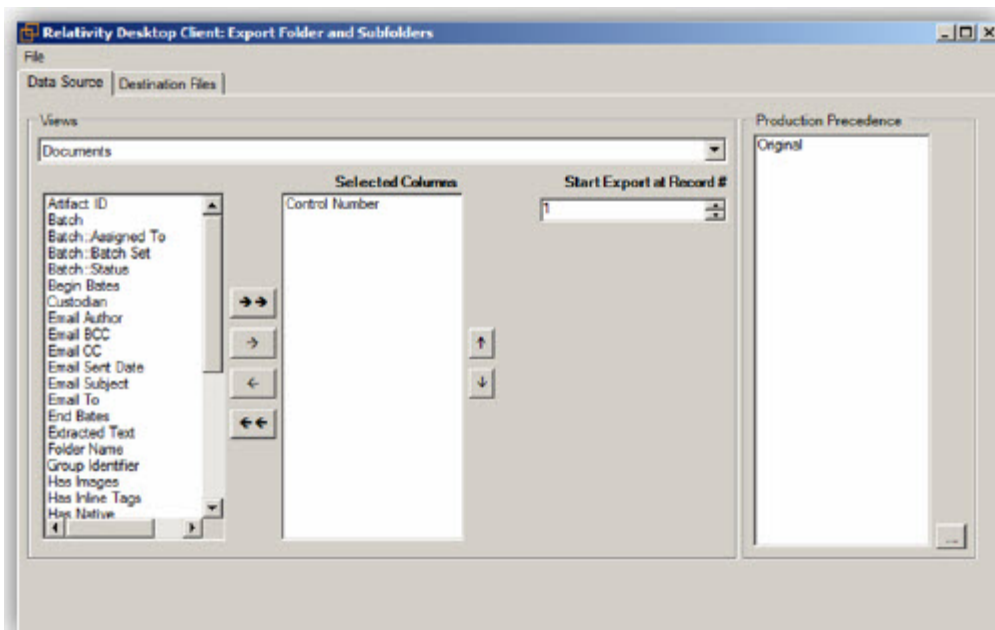 Relativity Desktop Client: Export Folder and Subfolders
File
Data Source
Destination Files
Views
Documents
Selected Columns
Start Export at Record #
Production Precedence
Artifact ID
Batch
Batch::Assigned To
Batch::Batch Set
Batch::Status
Begin Bates
Custodian
Email Author
Email BCC
Email CC
Email Sent Date
Email Subject
Email To
End Bates
Extracted Text
Folder Name
Group Identifier
Has Images
Has Inline Tags
Has Native
Control Number
1
Original
...